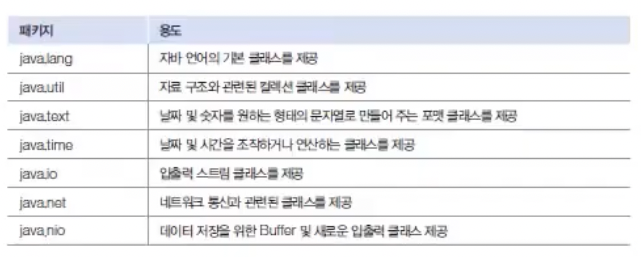 패키지 용도
java.lang 자바 언어의 기본 클래스를 제공
java.util 자료 구조와 관련된 컬렉션 클래스를 제공
java.text 날짜 및 숫자를 원하는 형태의 문자열로 만들어 주는 포맷 클래스를 제공
java.time 날짜 및 시간을 조작하거나 연산하는 클래스를 제공
java.io 입출력 스트림 클래스를 제공
java.net 네트워크 통신과 관련된 클래스를 제공
java.nio 데이터 저장을 위한 Buffer 및 새로운 입출력 클래스 제공